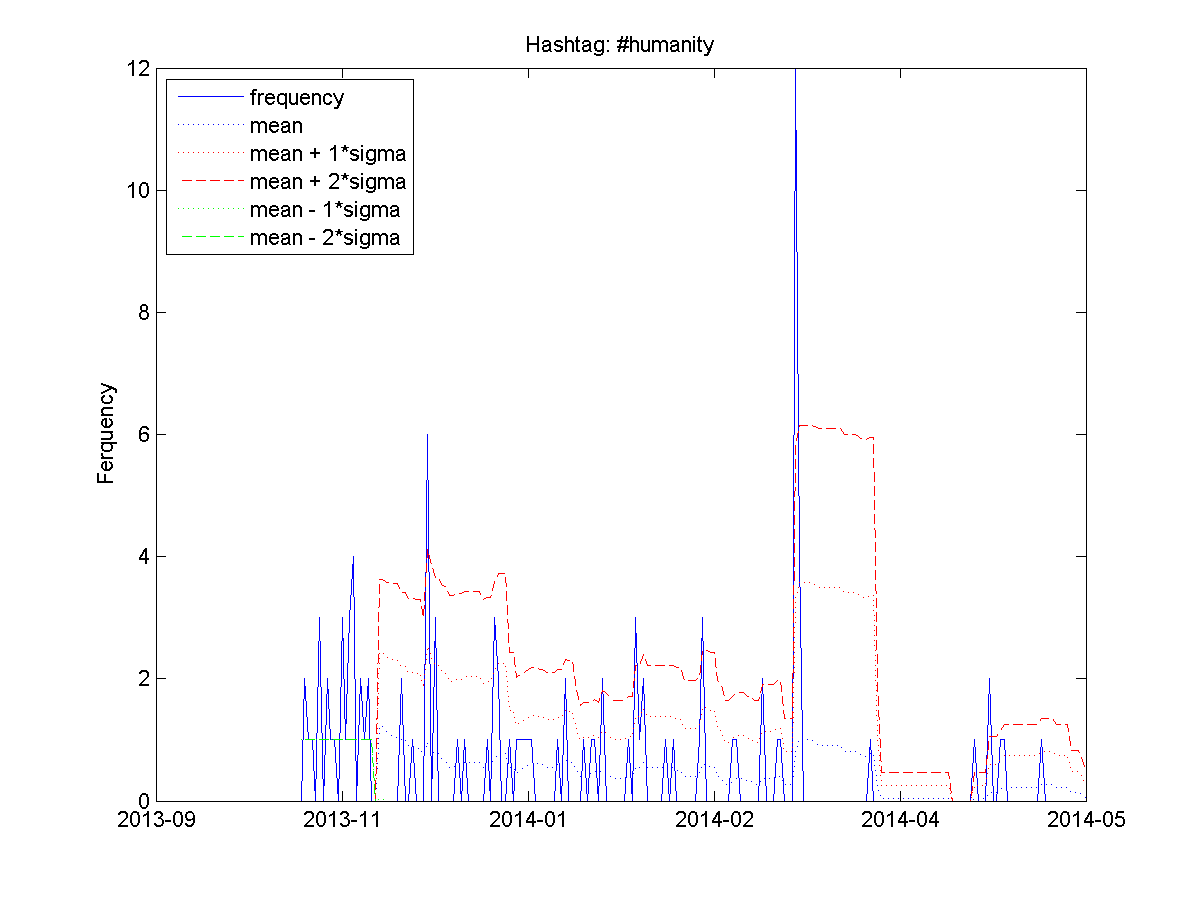 Hashtag: #humanity
12
10
8
6
4
2
0
Ferquency
frequency
mean
mean + 1*sigma
mean + 2*sigma
mean - 1*sigma
mean - 2*sigma
2013-09
2013-11
2014-01
2014-02
2014-04
2014-05